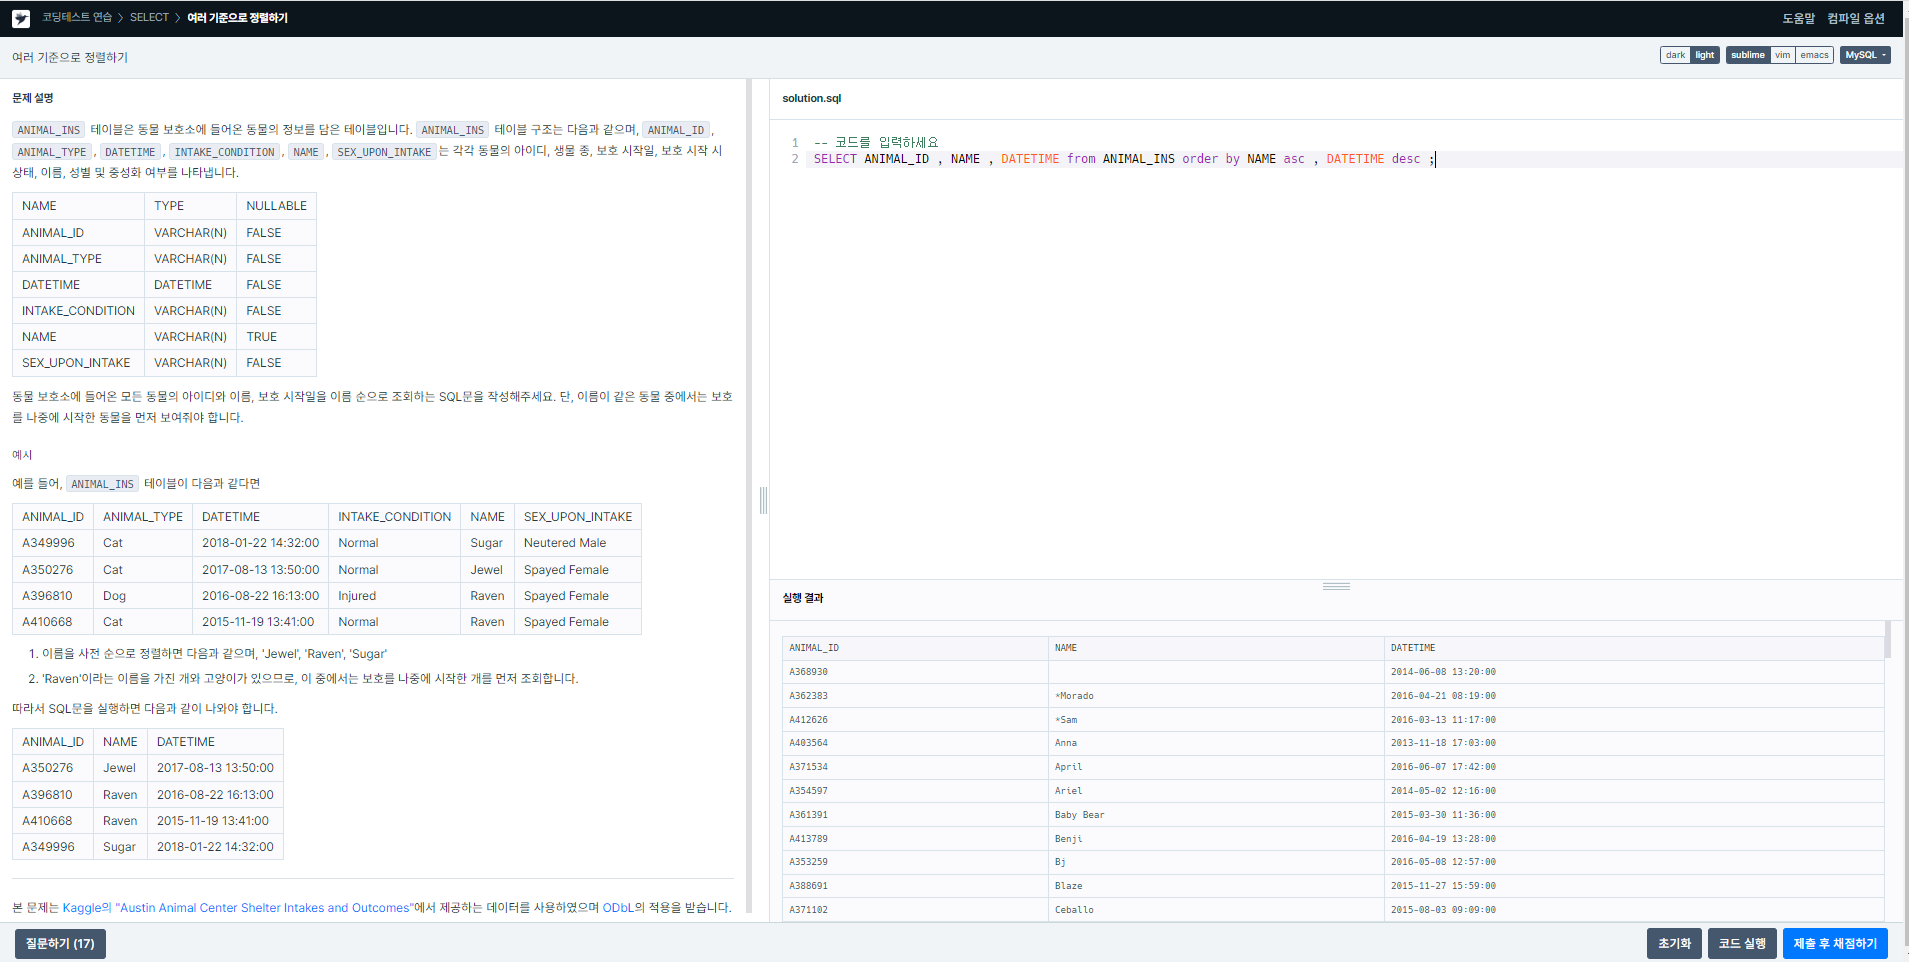 코딩테스트 연습 > SELECT > 여러 기준으로 정렬하기
도움말 컴파일 옵션
여러 기준으로 정렬하기
dark light sublime vim emacs MySQL
문제 설명
ANIMAL_INS 테이블은 동물 보호소에 들어온 동물의 정보를 담은 테이블입니다. ANIMAL_INS 테이블 구조는 다음과 같으며, ANIMAL_ID,
ANIMAL_TYPE, DATETIME, INTAKE_CONDITION, NAME, SEX_UPON_INTAKE는 각각 동물의 아이디, 생물 종, 보호 시작일, 보호 시작 시
상태, 이름, 성별 및 중성화 여부를 나타냅니다.
NAME TYPE NULLABLE
ANIMAL_ID VARCHAR(N) FALSE
ANIMAL_TYPE VARCHAR(N) FALSE
DATETIME DATETIME FALSE
INTAKE_CONDITION VARCHAR(N) FALSE
NAME VARCHAR(N) TRUE
SEX_UPON_INTAKE VARCHAR(N) FALSE
동물 보호소에 들어온 모든 동물의 아이디와 이름, 보호 시작일을 이름 순으로 조회하는 SQL문을 작성해주세요. 단, 이름이 같은 동물 중에서는 보호
를 나중에 시작한 동물을 먼저 보여줘야 합니다.
예시
예를 들어, ANIMAL_INS 테이블이 다음과 같다면
ANIMAL_ID ANIMAL_TYPE DATETIME INTAKE_CONDITION NAME SEX_UPON_INTAKE
A349996 Cat 2018-01-22 14:32:00 Normal Sugar Neutered Male
A350276 Cat 2017-08-13 13:50:00 Normal Jewel Spayed Female
A396810 Dog 2016-08-22 16:13:00 Injured Raven Spayed Female
A410668 Cat 2015-11-19 13:41:00 Normal Raven Spayed Female
1. 이름을 사전 순으로 정렬하면 다음과 같으며, 'Jewel', 'Raven', 'Sugar'
2. 'Raven'이라는 이름을 가진 개와 고양이가 있으므로, 이 중에서는 보호를 나중에 시작한 개를 먼저 조회합니다.
따라서 SQL문을 실행하면 다음과 같이 나와야 합니다.
ANIMAL_ID NAME DATETIME
A350276 Jewel 2017-08-13 13:50:00
A396810 Raven 2016-08-22 16:13:00
A410668 Raven 2015-11-19 13:41:00
A349996 Sugar 2018-01-22 14:32:00
본 문제는 Kaggle의 "Austin Animal Center Shelter Intakes and Outcomes"에서 제공하는 데이터를 사용하였으며 ODbL의 적용을 받습니다.
solution.sql
1 -- 코드를 입력하세요
2 SELECT ANIMAL_ID , NAME , DATETIME from ANIMAL_INS order by NAME asc , DATETIME desc ;
실행 결과
ANIMAL_ID NAME DATETIME
A368930 2014-06-08 13:20:00
A362383 *Morado 2016-04-21 08:19:00
A412626 *Sam 2016-03-13 11:17:00
A403564 Anna 2013-11-18 17:03:00
A371534 April 2016-06-07 17:42:00
A354597 Ariel 2014-05-02 12:16:00
A361391 Baby Bear 2015-03-30 11:36:00
A413789 Benji 2016-04-19 13:28:00
A353259 Bj 2016-05-08 12:57:00
A388691 Blaze 2015-11-27 15:59:00
A371102 Ceballo 2015-08-03 09:09:00
질문하기 (17)
초기화 코드 실행 제출 후 채점하기